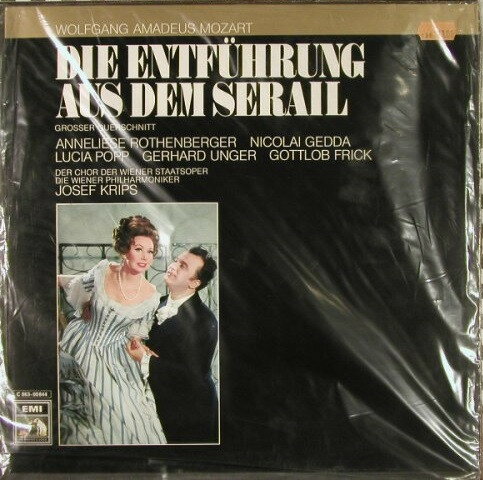 WOLFGANG AMADEUS MOZART
DIE ENTFÜHRUNG
AUS DEM SERAIL
GROSSER QUERSCHNITT
ANNELIESE ROTHENBERGER NICOLAI GEDDA
LUCIA POPP GERHARD UNGER GOTTLOB FRICK
DER CHOR DER WIENER STAATSOPER
DIE WIENER PHILHARMONIKER
JOSEF KRIPS
EMI